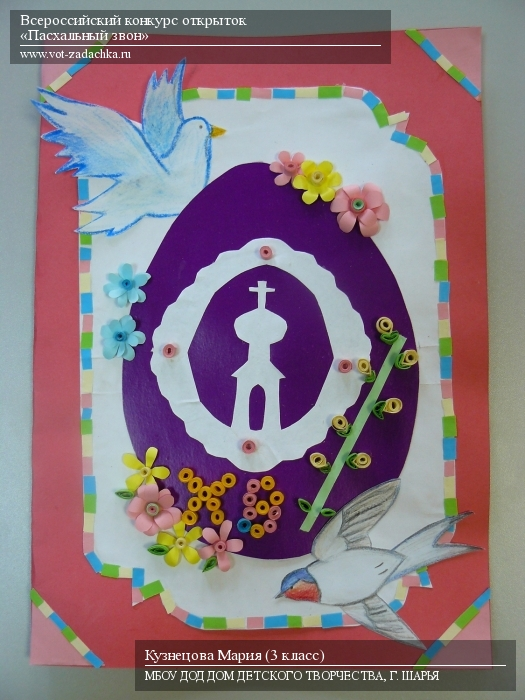 Всероссийский конкурс открыток
«Пасхальный звон»
www.vot-zadachka.ru
ХВ
Кузнецова Мария (3 класс)
МБОУ ДОД ДОМ ДЕТСКОГО ТВОРЧЕСТВА, Г. ШАРЬЯ